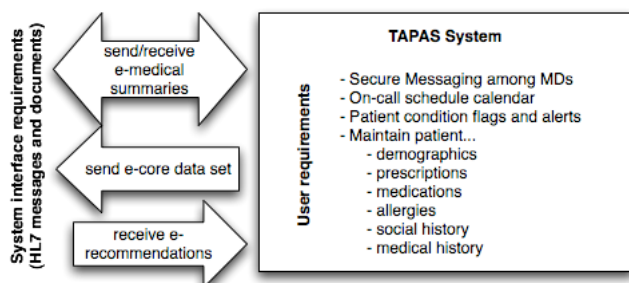 System interface requirements
(HL7 messages and documents)
send/receive
e-medical
summaries
send e-core data set
receive e-
recommendations
TAPAS System
User requirements
- Secure Messaging among MDs
- On-call schedule calendar
- Patient condition flags and alerts
- Maintain patient...
- demographics
- prescriptions
- medications
- allergies
- social history
- medical history